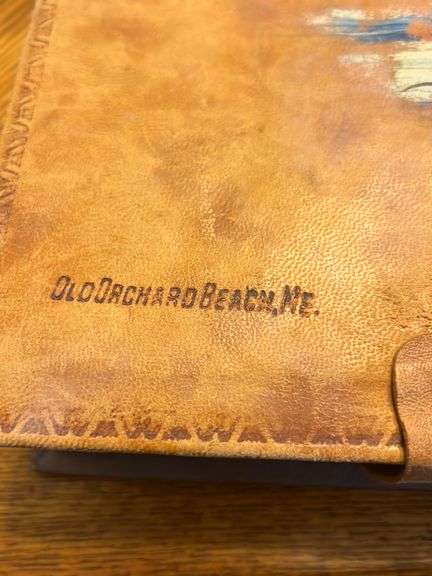 OLD ORCHARD BEACH, ME.